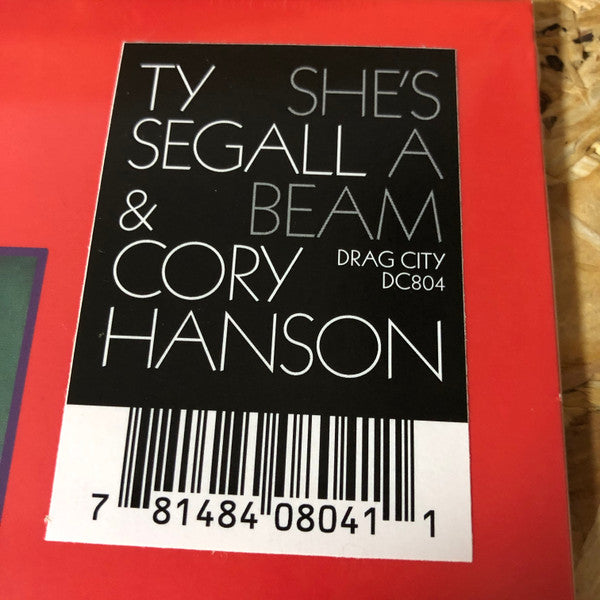 TY SHE'S
SEGALL A
& BEAM
CORY DRAG CITY
DC804
HANSON
7 81484 08041 1